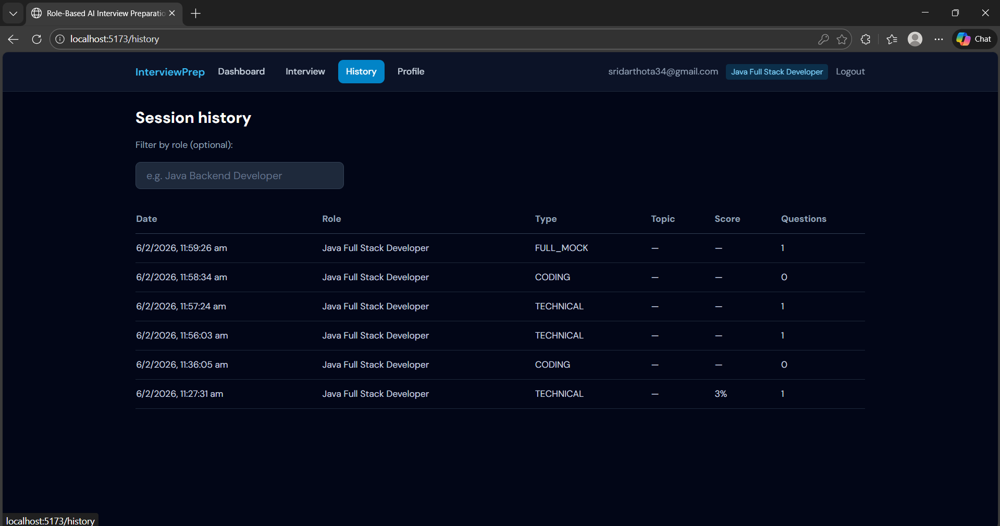 Role-Based AI Interview Preparatio
localhost:5173/history
Chat
InterviewPrep Dashboard Interview History Profile sridarthota34@gmail.com Java Full Stack Developer Logout
Session history
Filter by role (optional):
e.g. Java Backend Developer
Date Role Type Topic Score Questions
6/2/2026, 11:59:26 am Java Full Stack Developer FULL_MOCK — — 1
6/2/2026, 11:58:34 am Java Full Stack Developer CODING — — 0
6/2/2026, 11:57:24 am Java Full Stack Developer TECHNICAL — — 1
6/2/2026, 11:56:03 am Java Full Stack Developer TECHNICAL — — 1
6/2/2026, 11:36:05 am Java Full Stack Developer CODING — — 0
6/2/2026, 11:27:31 am Java Full Stack Developer TECHNICAL — 3% 1
localhost:5173/history